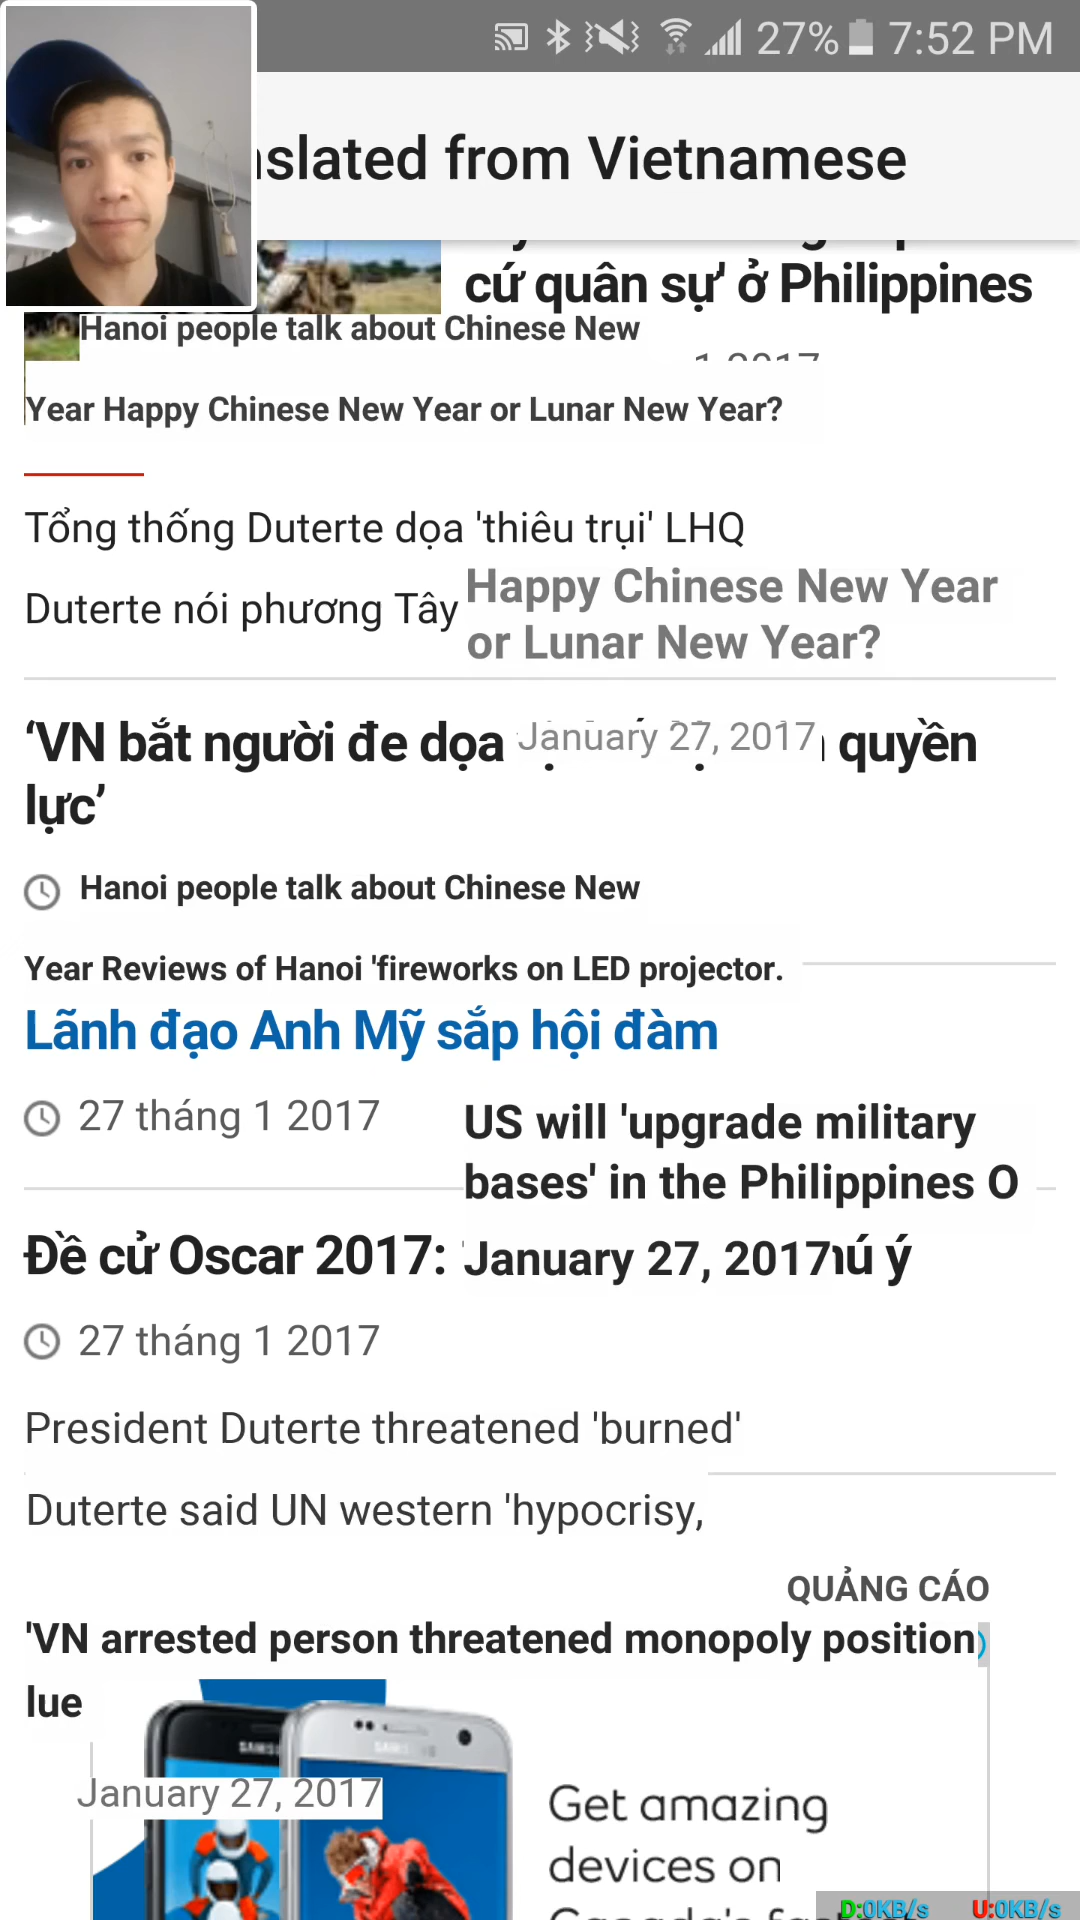 27% 7:52 PM
slated from Vietnamese
cứ quân sự' ở Philippines
Hanoi people talk about Chinese New
1 2017
Year Happy Chinese New Year or Lunar New Year?
Tổng thống Duterte dọa 'thiêu trụi' LHQ
Happy Chinese New Year
Duterte nói phương Tây
or Lunar New Year?
‘VN bắt người đe dọa January 27, 2017 quyền
lực’
Hanoi people talk about Chinese New
Year Reviews of Hanoi 'fireworks on LED projector.
Lãnh đạo Anh Mỹ sắp hội đàm
27 tháng 1 2017
US will 'upgrade military
bases' in the Philippines O
Đề cử Oscar 2017: January 27, 2017 ú ý
27 tháng 1 2017
President Duterte threatened 'burned'
Duterte said UN western 'hypocrisy,
QUẢNG CÁO
'VN arrested person threatened monopoly position
lue
SAMS
January 27, 2017
Get amazing
devices on
D:0KB/s U:0KB/s